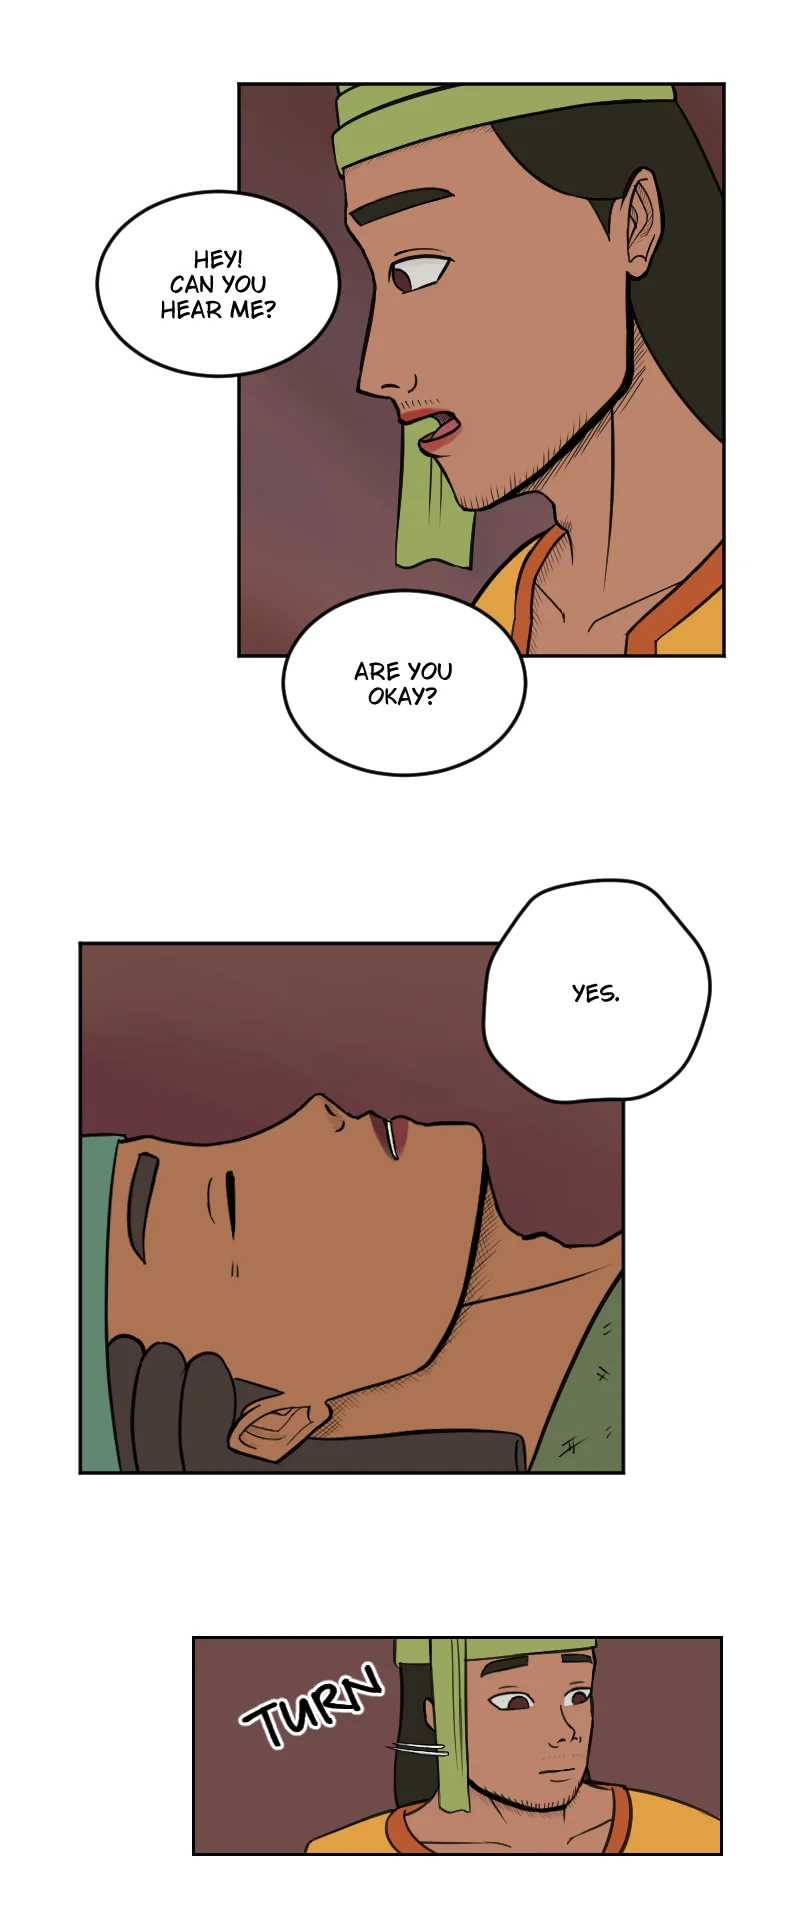 HEY!
CAN YOU
HEAR ME?
ARE YOU
OKAY?
YES.
TURN